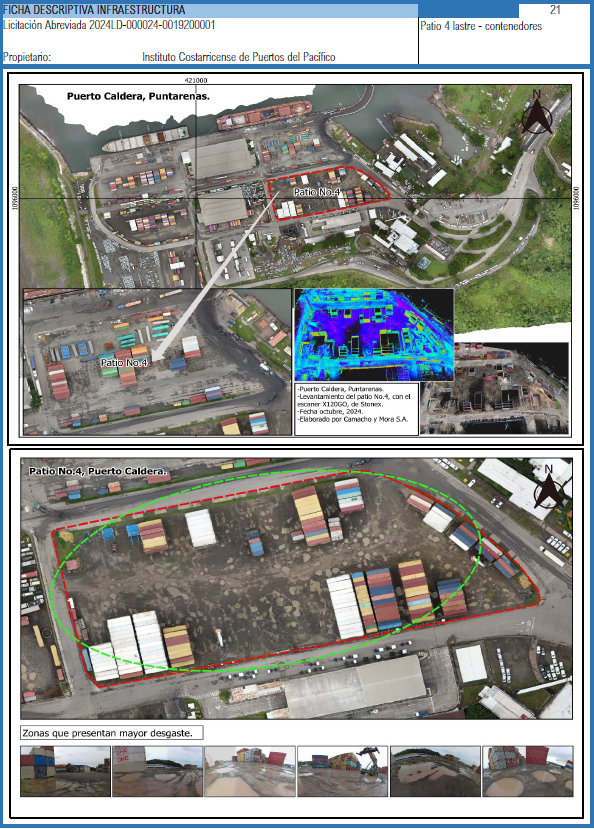 FICHA DESCRIPTIVA INFRAESTRUCTURA
21
Licitación Abreviada 2024LD-000024-0019200001
Patio 4 lastre - contenedores
Propietario: Instituto Costarricense de Puertos del Pacífico
421000
Puerto Caldera, Puntarenas.
N
1096000
1096000
Patio No.4
Patio No.4
-Puerto Caldera, Puntarenas.
-Levantamiento del patio No.4, con el
escaner X120GO, de Stonex.
-Fecha octubre, 2024.
-Elaborado por Camacho y Mora S.A.
Patio No.4, Puerto Caldera.
N
Zonas que presentan mayor desgaste.